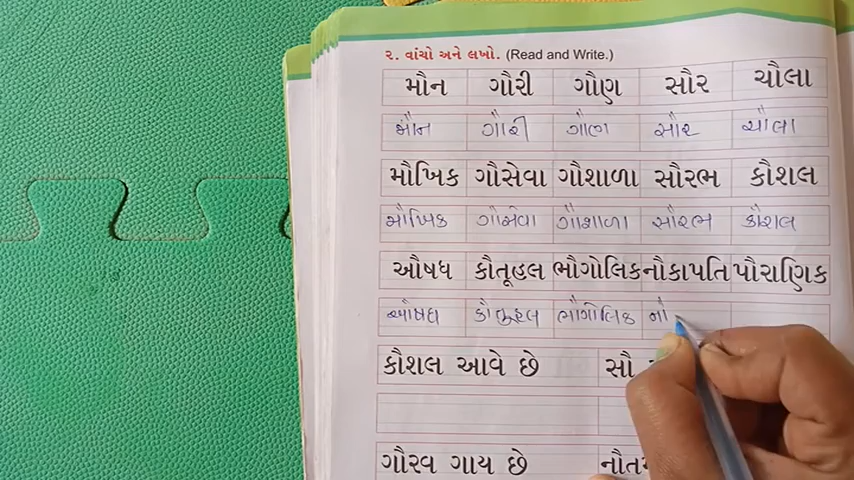 ૨. વાંચો અને લખો. (Read and Write.)
મૌન ગૌરી ગૌણ સૌર ચૌલા
મૌન ગૌરી ગૌણ સૌર ચૌલા
મૌખિક ગૌસેવા ગૌશાળા સૌરભ કૌશલ
મૌખિક ગૌસેવા ગૌશાળા સૌરભ કૌશલ
ઔષધ કૌતૂહલ ભૌગોલિક નૌકાપતિ પૌરાણિક
ઔષધ કૌતુહલ ભૌગોલિક નૌ
કૌશલ આવે છે સૌ
ગૌરવ ગાય છે